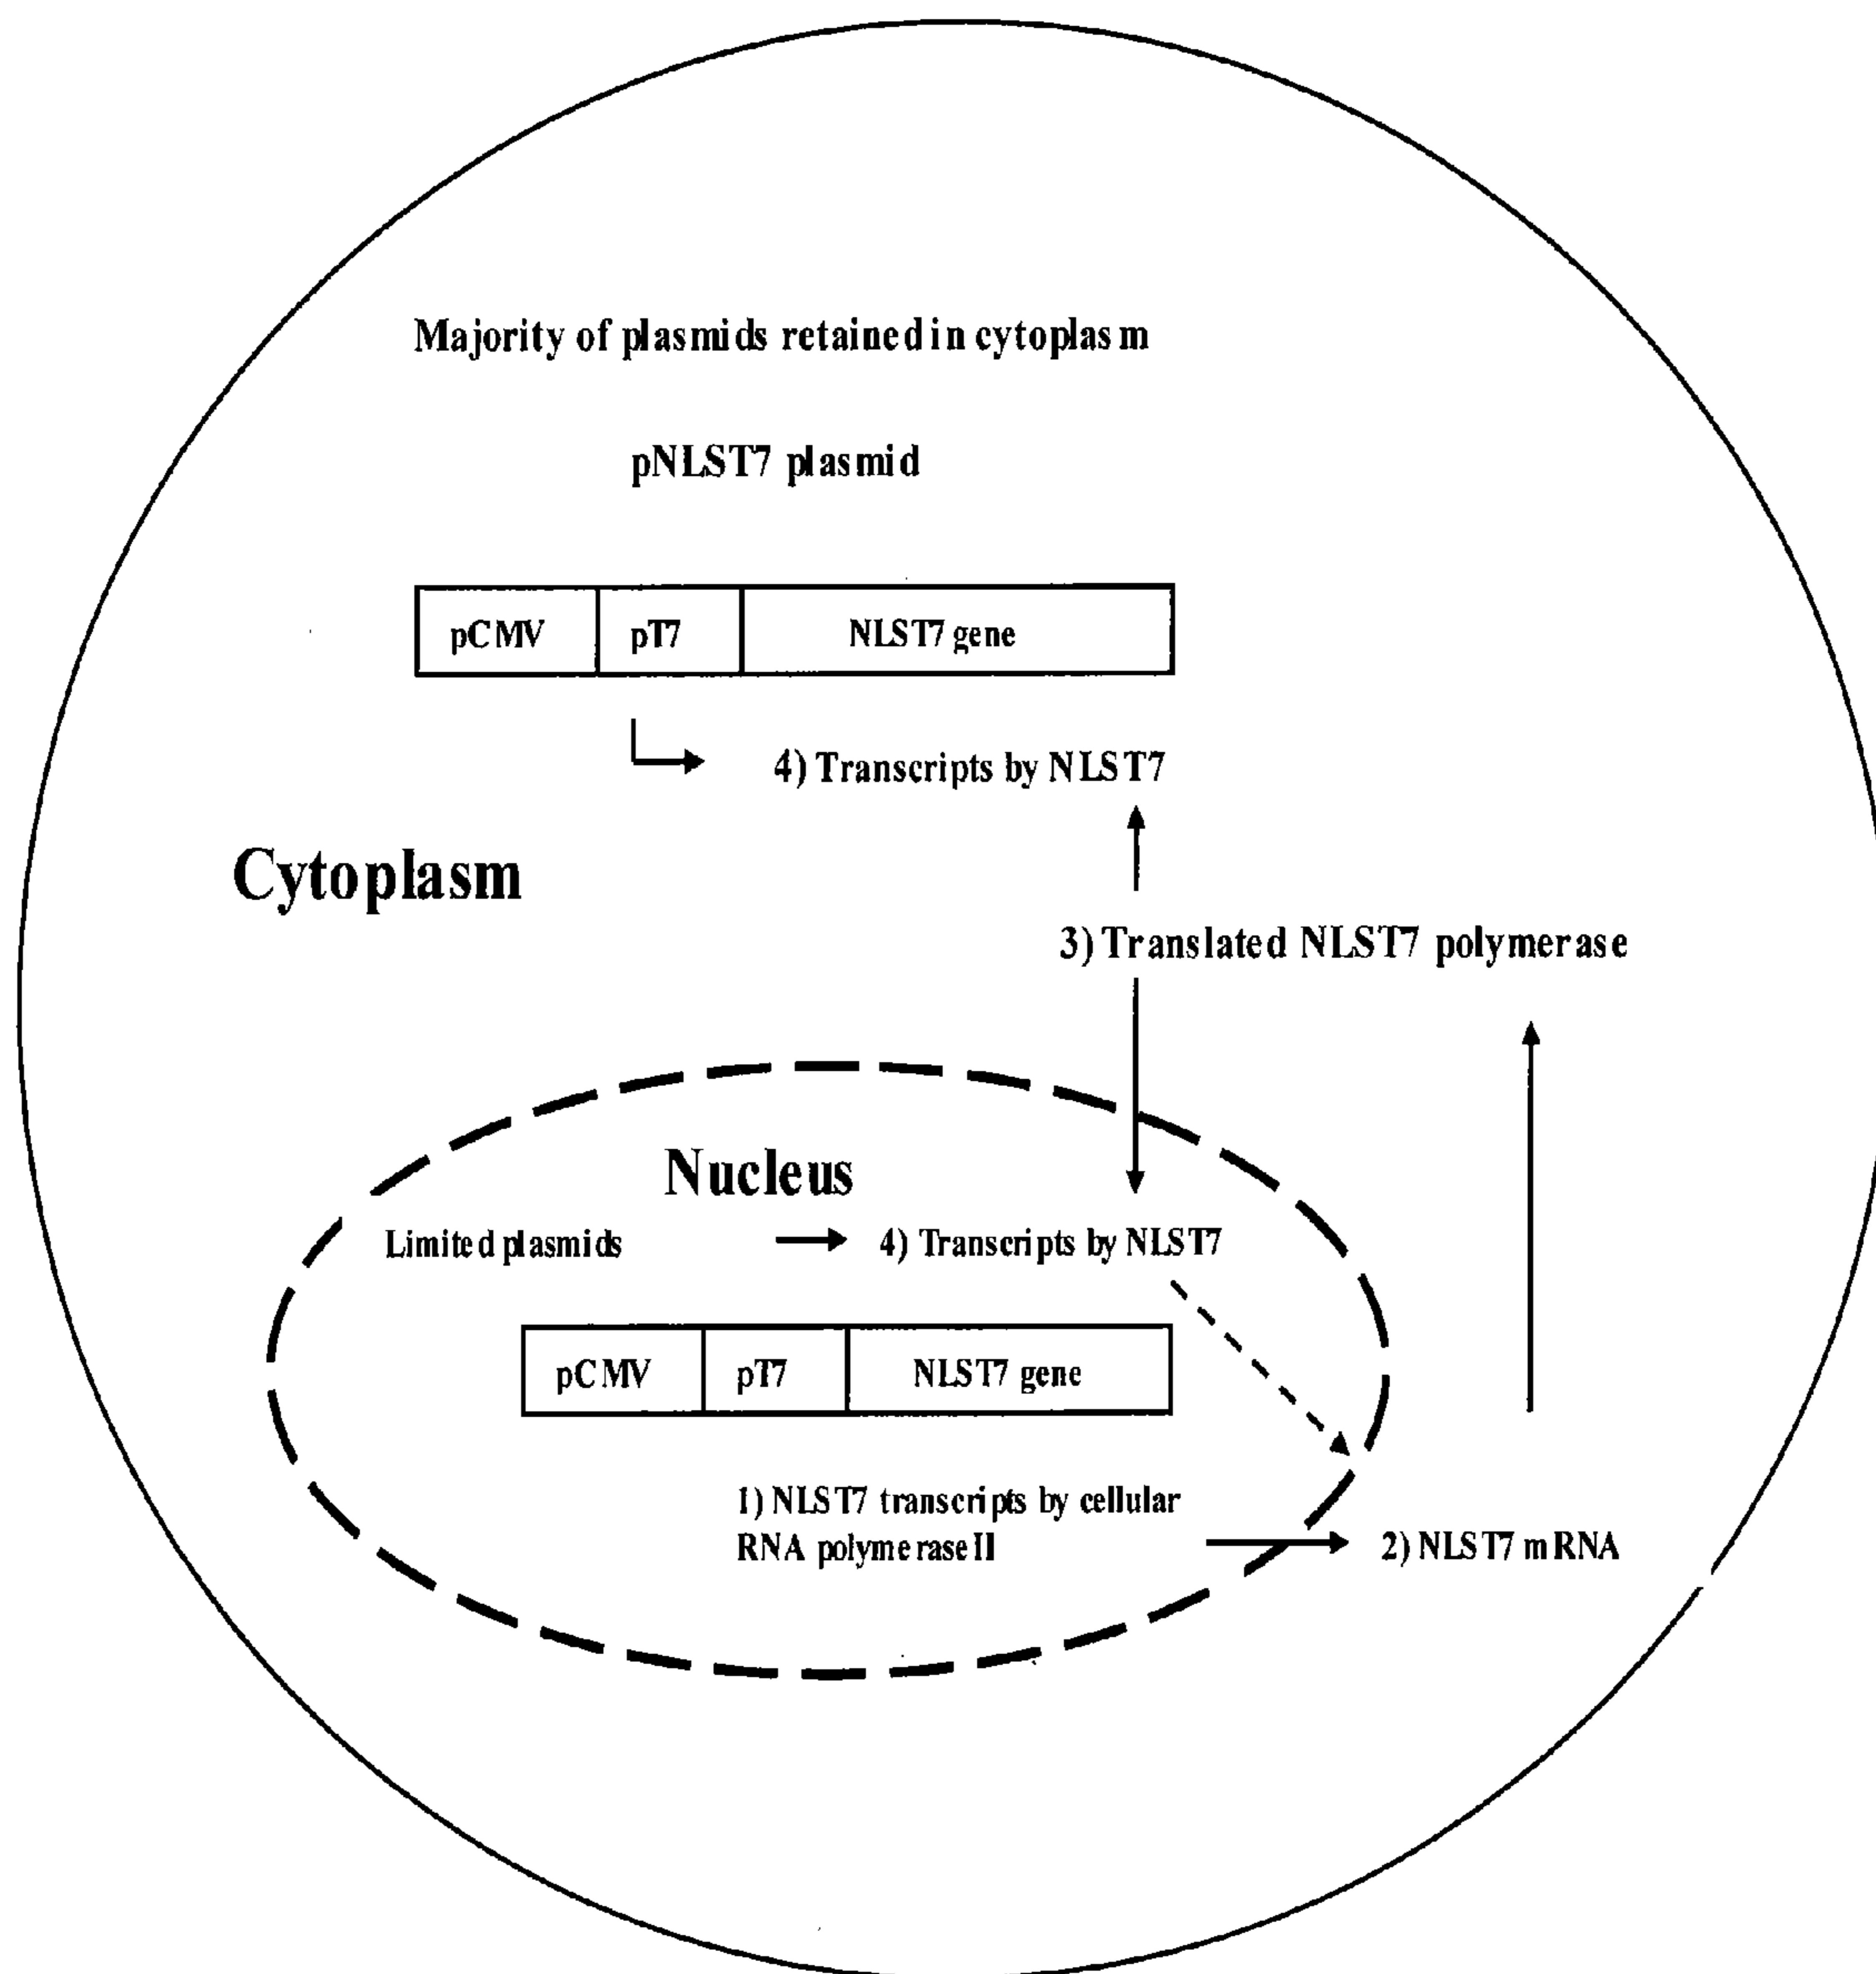 Majority of plasmids retained in cytoplasm
pNLST7 plasmid
pCMV pT7 NLST7 gene
4) Transcripts by NLST7
Cytoplasm
3) Translated NLST7 polymerase
Nucleus
Limited plasmids 4) Transcripts by NLST7
pCMV pT7 NLST7 gene
1) NLST7 transcripts by cellular
RNA polymerase II
2) NLST7 mRNA